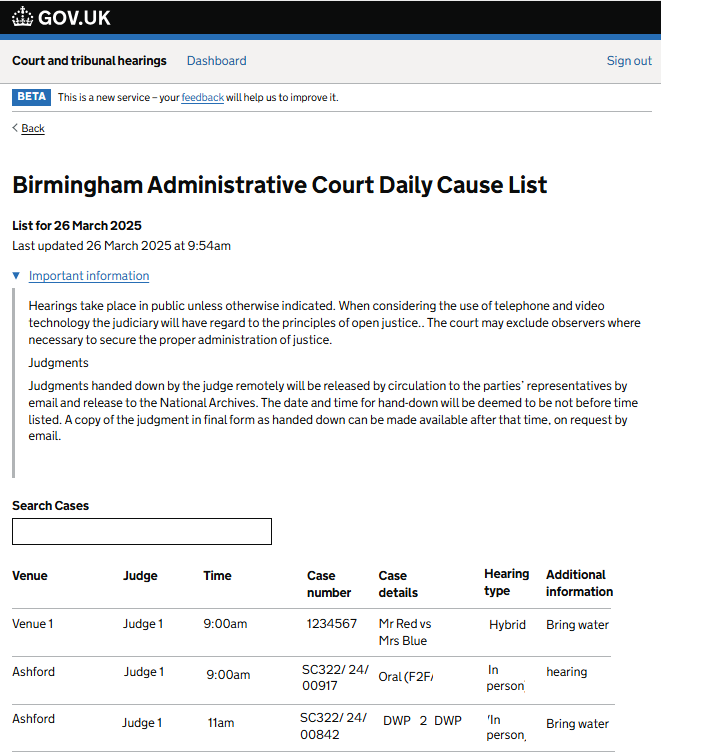 GOV.UK
Court and tribunal hearings Dashboard Sign out
BETA This is a new service – your feedback will help us to improve it.
Back
Birmingham Administrative Court Daily Cause List
List for 26 March 2025
Last updated 26 March 2025 at 9:54am
Important information
Hearings take place in public unless otherwise indicated. When considering the use of telephone and video
technology the judiciary will have regard to the principles of open justice.. The court may exclude observers where
necessary to secure the proper administration of justice.
Judgments
Judgments handed down by the judge remotely will be released by circulation to the parties' representatives by
email and release to the National Archives. The date and time for hand-down will be deemed to be not before time
listed. A copy of the judgment in final form as handed down can be made available after that time, on request by
email.
Search Cases
Venue Judge Time Case number Case details Hearing type Additional information
Venue 1 Judge 1 9:00am 1234567 Mr Red vs Mrs Blue Hybrid Bring water
Ashford Judge 1 9:00am SC322/ 24/ 00917 Oral (F2F/ In person hearing
Ashford Judge 1 11am SC322/ 24/ 00842 DWP 2 DWP 'In person, Bring water